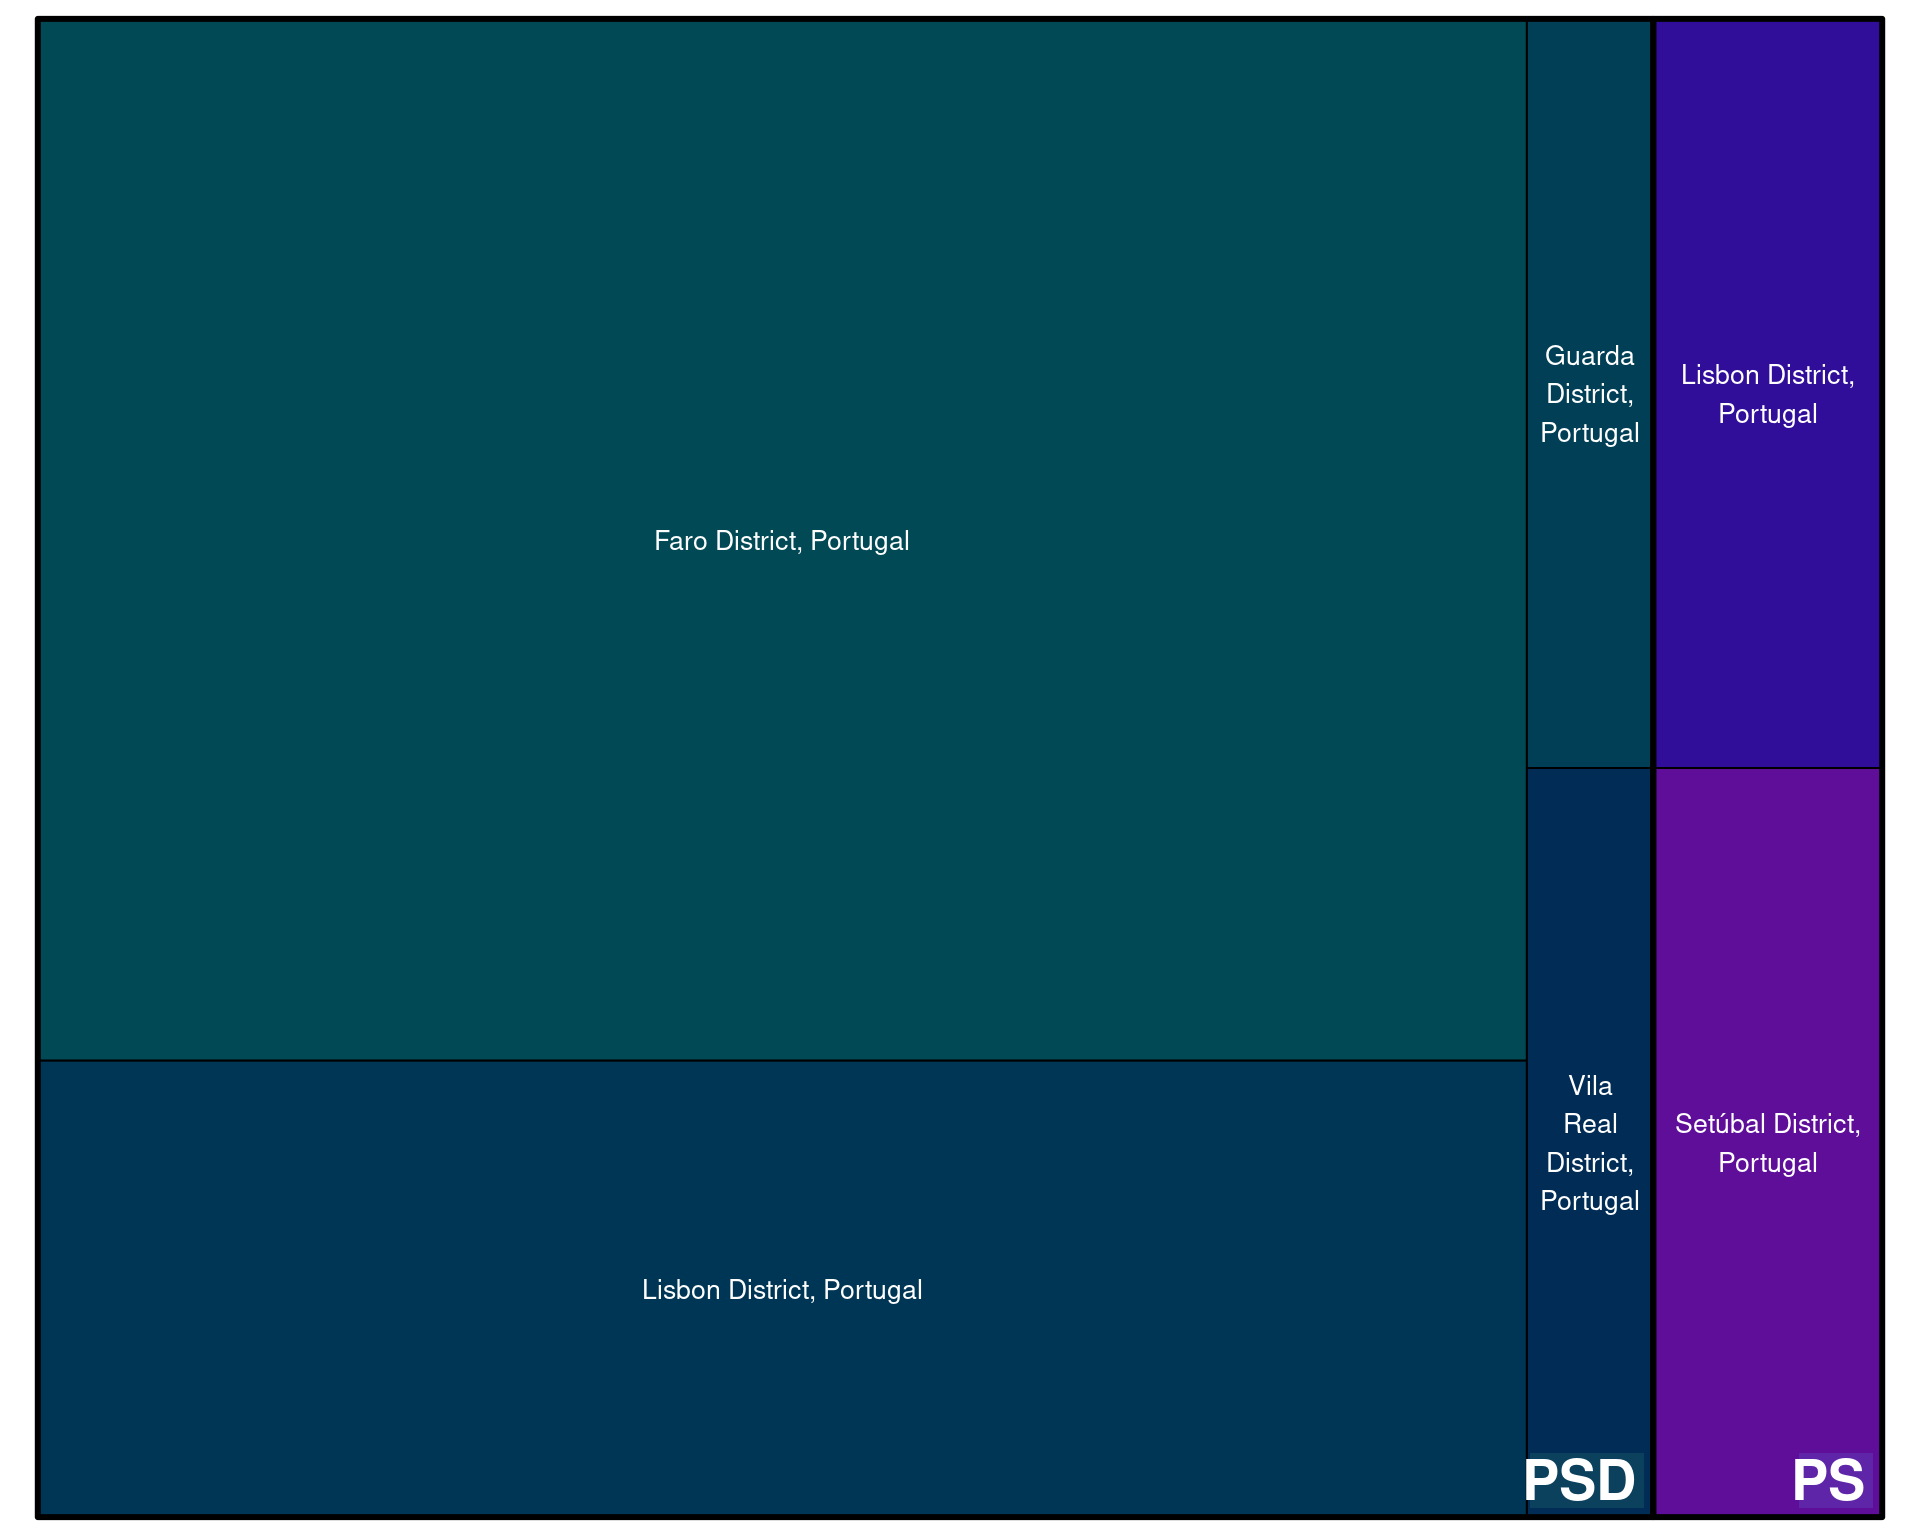 Faro District, Portugal
Lisbon District, Portugal
Guarda
District,
Portugal
Vila
Real
District,
Portugal
PSD
Lisbon District,
Portugal
Setúbal District,
Portugal
PS